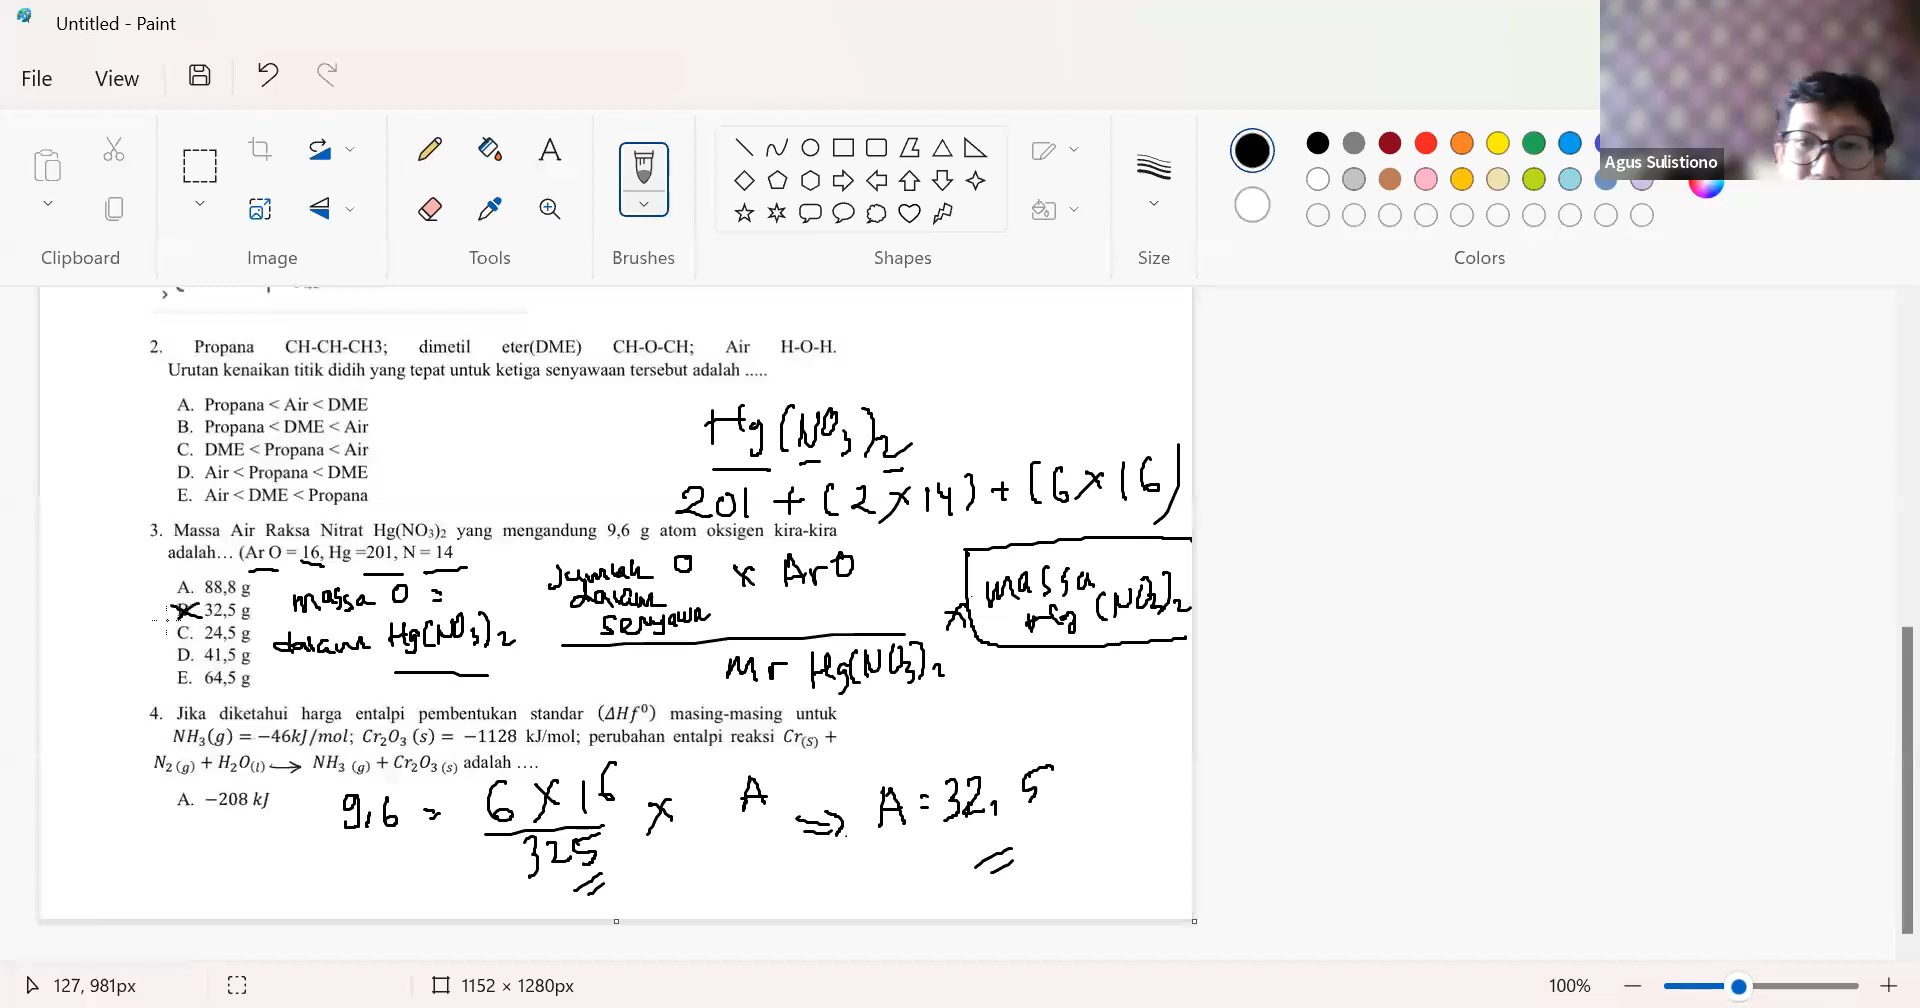 Untitled - Paint
File View
Clipboard Image Tools Brushes Shapes Size Colors
Agus Sulistiono
2. Propana CH-CH-CH3; dimetil eter(DME) CH-O-CH; Air H-O-H.
Urutan kenaikan titik didih yang tepat untuk ketiga senyawaan tersebut adalah .....
A. Propana < Air < DME
B. Propana < DME < Air
C. DME < Propana < Air
D. Air < Propana < DME
E. Air < DME < Propana
Hg(NO₃)₂
201 + (2 × 14) + (6 × 16)
3. Massa Air Raksa Nitrat Hg(NO₃)₂ yang mengandung 9,6 g atom oksigen kira-kira
adalah… (Ar O = 16, Hg =201, N = 14
A. 88,8 g
32,5 g
C. 24,5 g
D. 41,5 g
E. 64,5 g
massa O =
dalam Hg(NO₃)₂
Jumlah O × Ar O
dalam
senyawa
Mr Hg(NO₃)₂
×
massa
Hg (NO₃)₂
4. Jika diketahui harga entalpi pembentukan standar (ΔHf⁰) masing-masing untuk
NH₃(g) = −46kJ/mol; Cr₂O₃ (s) = −1128 kJ/mol; perubahan entalpi reaksi Cr(S) +
N₂ (g) + H₂O(l) → NH₃ (g) + Cr₂O₃ (s) adalah ….
A. −208 kJ
9,6 = 6 × 16 × A ⇒ A = 32,5
325
127, 981px 1152 × 1280px 100%